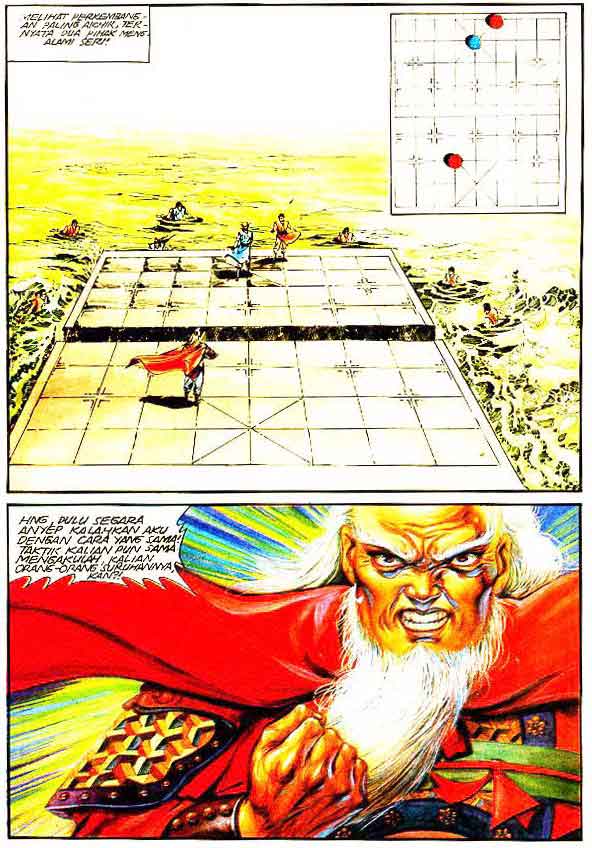 MELIHAT PERKEMBANG-
AN PALING AKHIR, TER-
NYATA DUA PIHAK MENG-
ALAMI SERI!
HNG, DULU SEGARA
ANYEP KALAHKAN AKU
DENGAN CARA YANG SAMA!
TAKTIK KALIAN PUN SAMA
MENGAKULAH, KALIAN
ORANG-ORANG SURUHANNYA
KAN?!